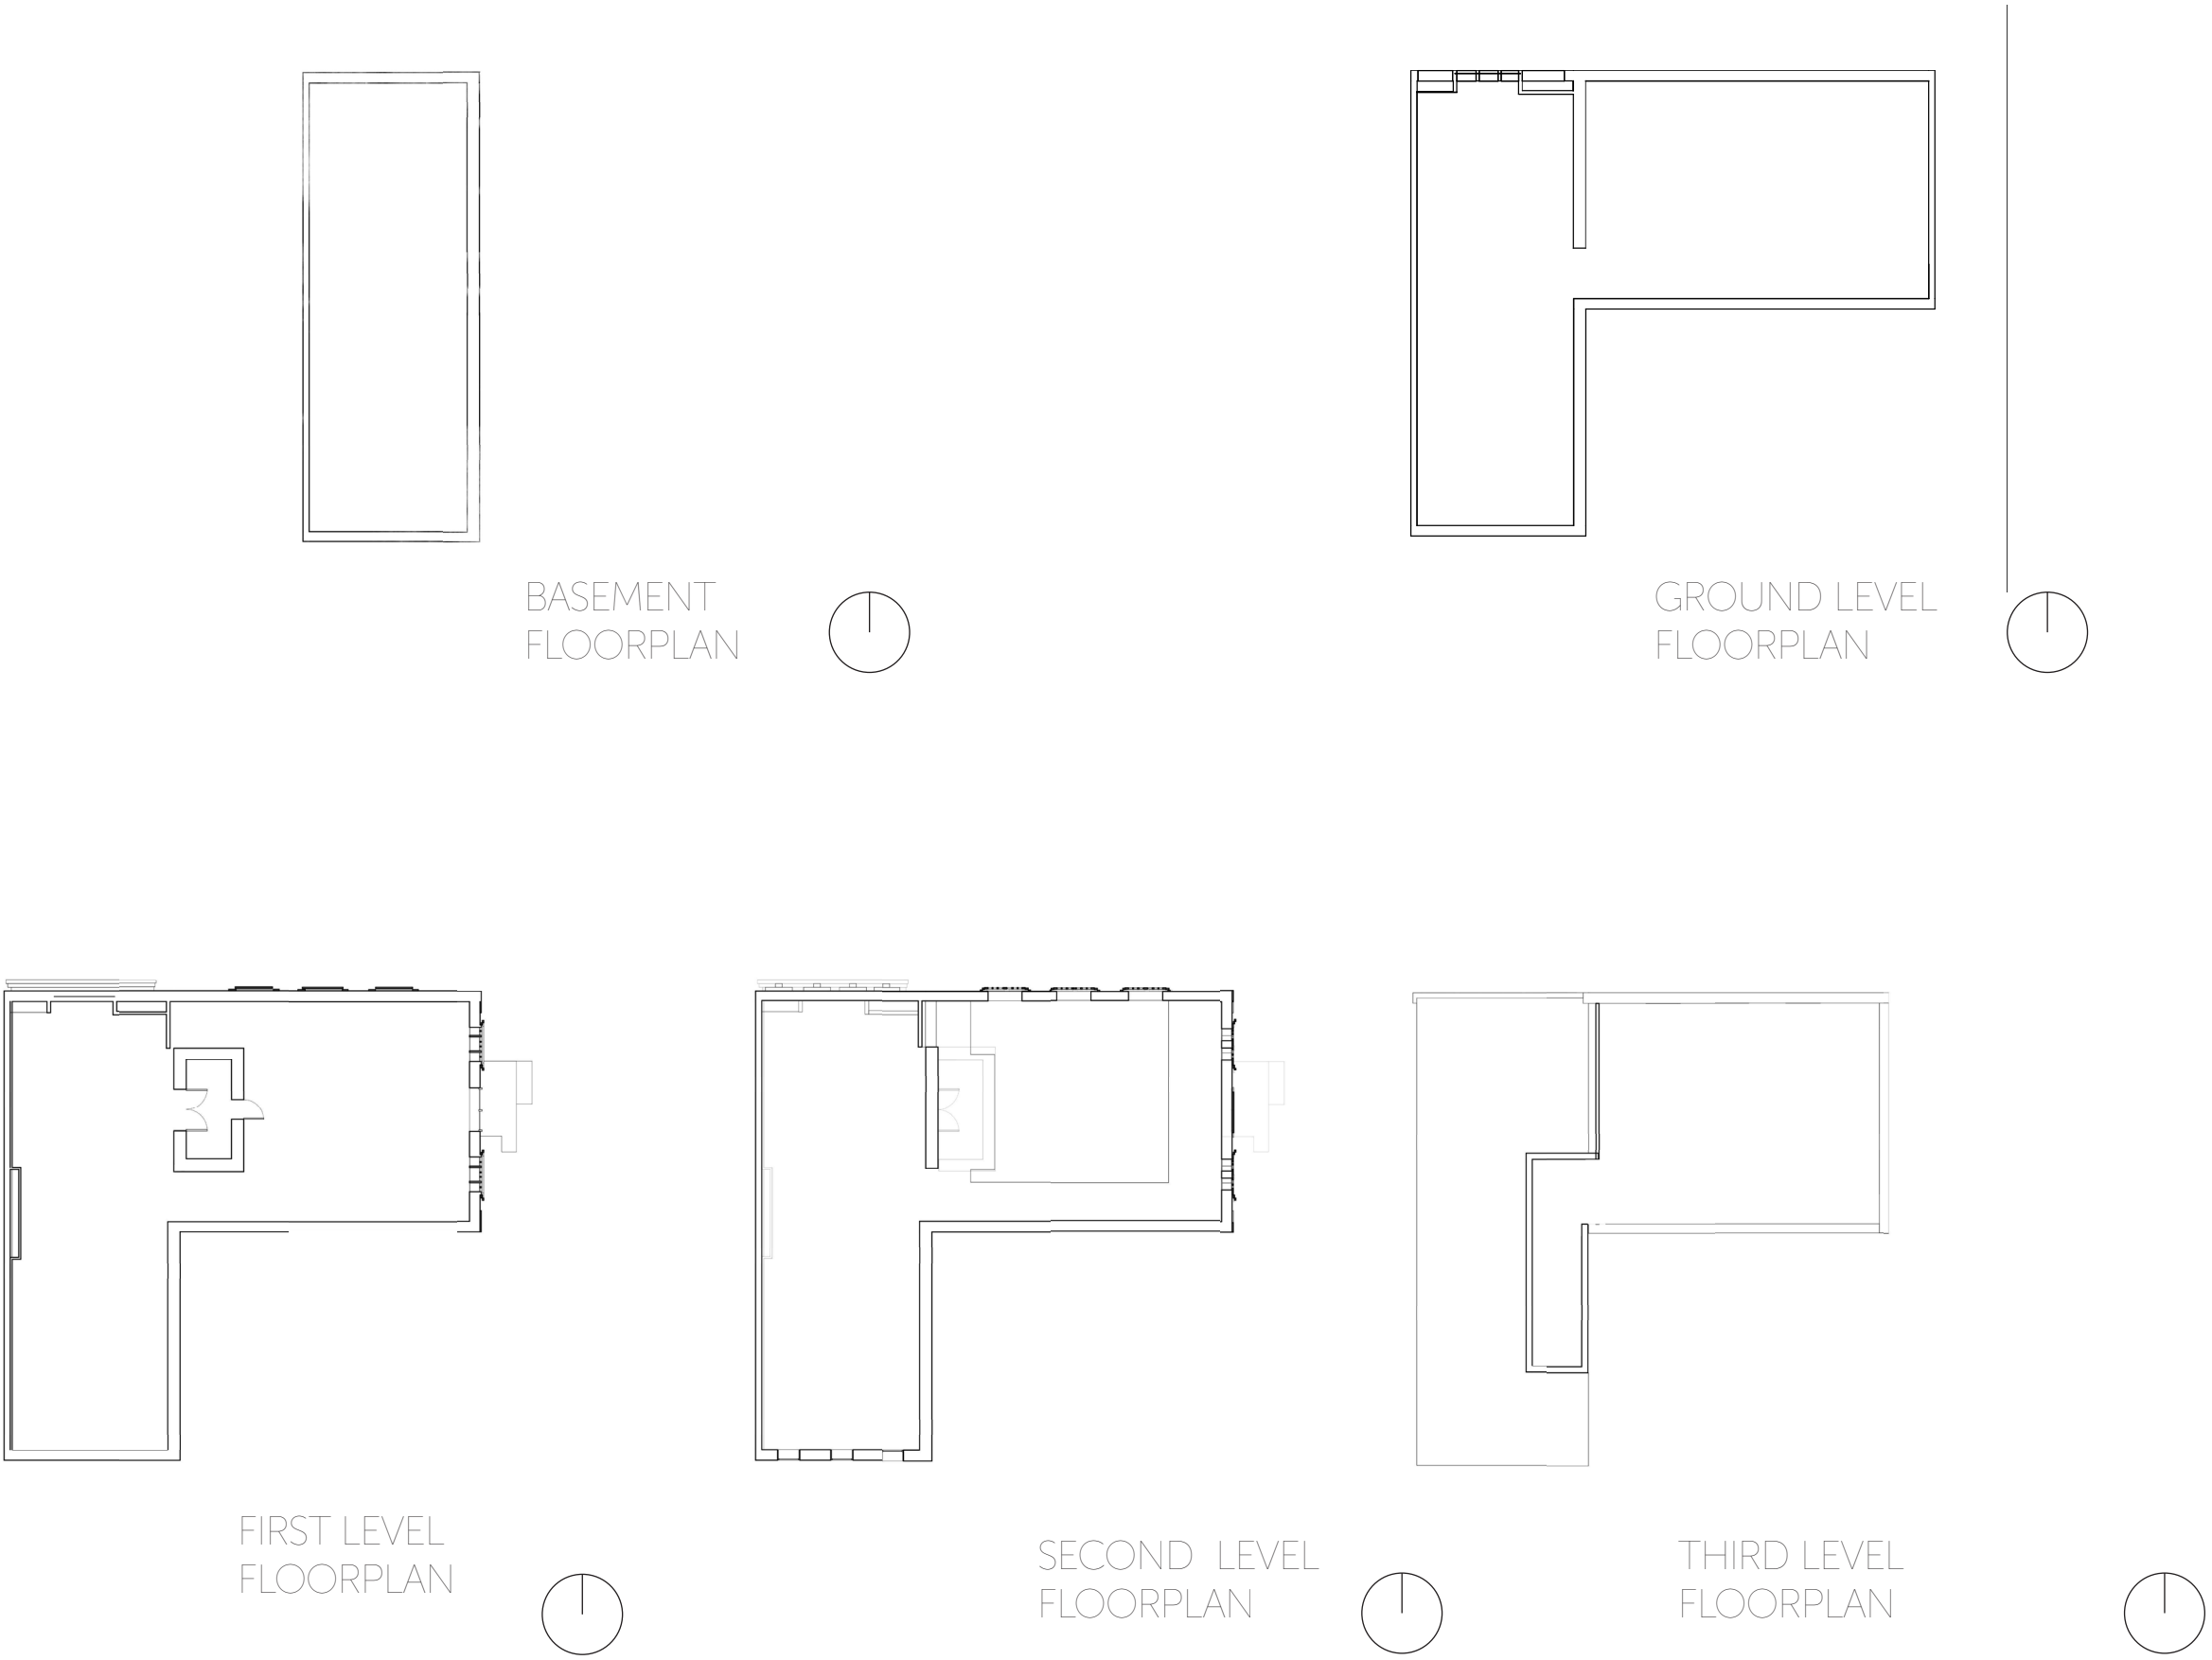 BASEMENT
FLOORPLAN
GROUND LEVEL
FLOORPLAN
FIRST LEVEL
FLOORPLAN
SECOND LEVEL
FLOORPLAN
THIRD LEVEL
FLOORPLAN